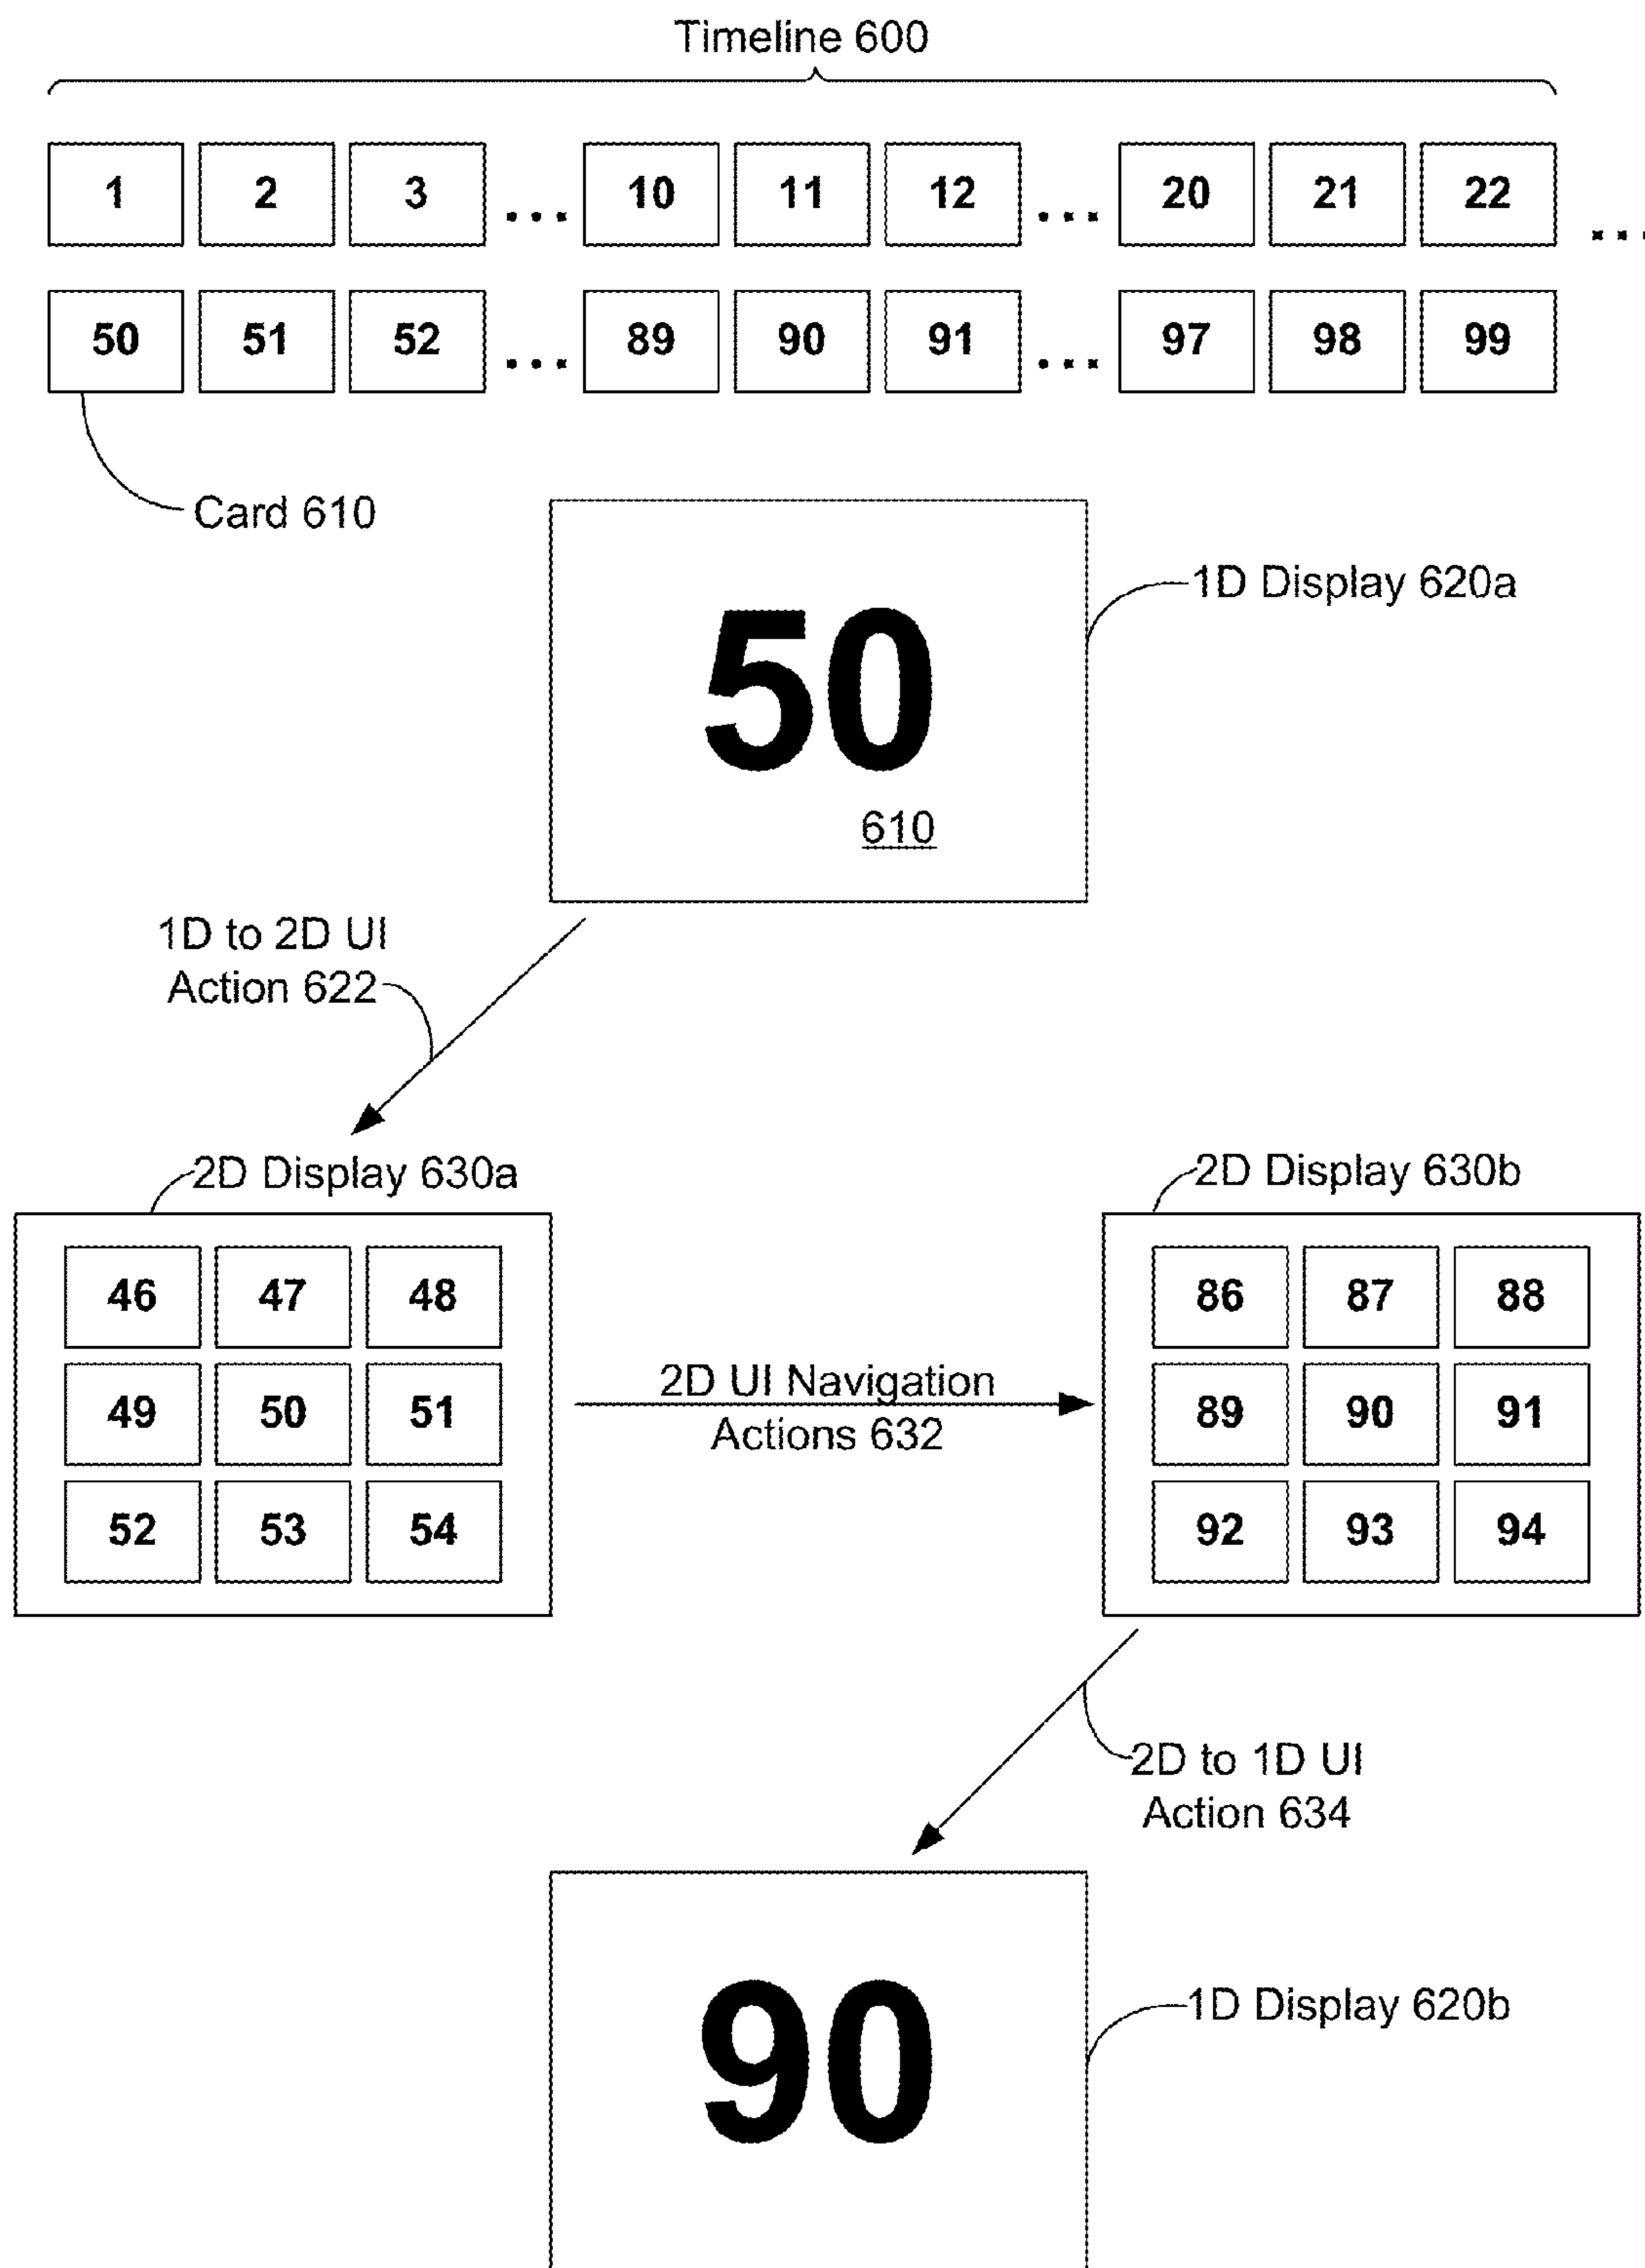 Timeline 600
1 2 3 ... 10 11 12 ... 20 21 22 ...
50 51 52 ... 89 90 91 ... 97 98 99
Card 610
1D Display 620a
50
610
1D to 2D UI
Action 622
2D Display 630a
46 47 48
49 50 51
52 53 54
2D UI Navigation
Actions 632
2D Display 630b
86 87 88
89 90 91
92 93 94
2D to 1D UI
Action 634
90
1D Display 620b